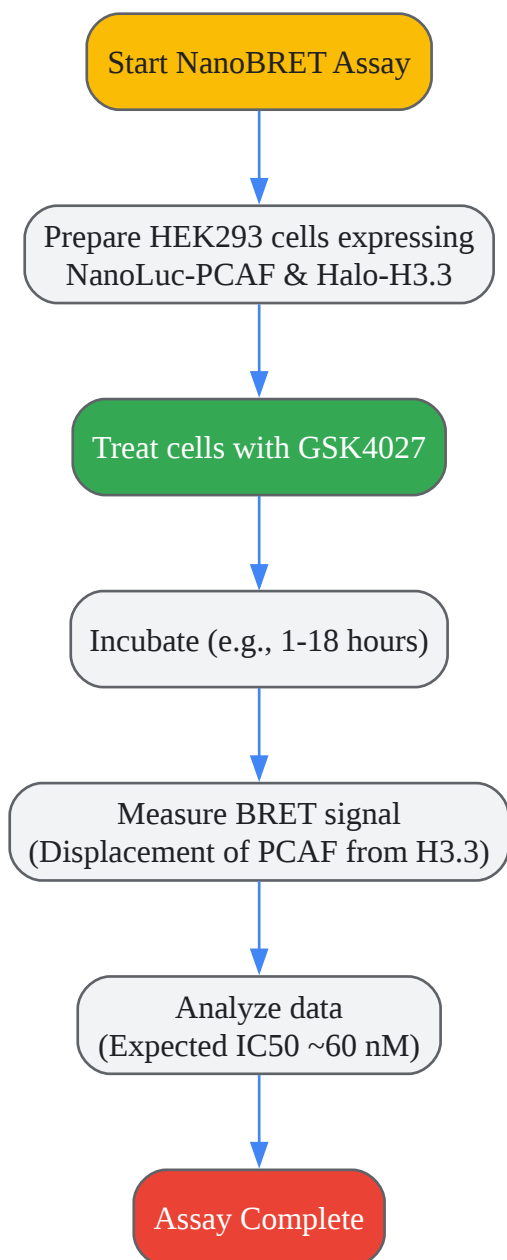 Start NanoBRET Assay
Prepare HEK293 cells expressing
NanoLuc-PCAF & Halo-H3.3
Treat cells with GSK4027
Incubate (e.g., 1-18 hours)
Measure BRET signal
(Displacement of PCAF from H3.3)
Analyze data
(Expected IC50 ~60 nM)
Assay Complete